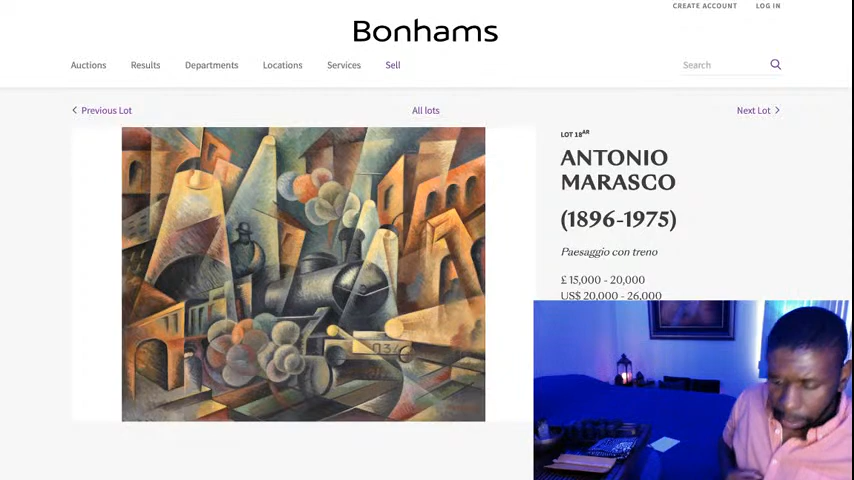 CREATE ACCOUNT LOG IN
Bonhams
Auctions Results Departments Locations Services Sell Search
Previous Lot All lots Next Lot
LOT 18AR
ANTONIO
MARASCO
(1896-1975)
Paesaggio con treno
£ 15,000 - 20,000
US$ 20,000 - 26,000
034